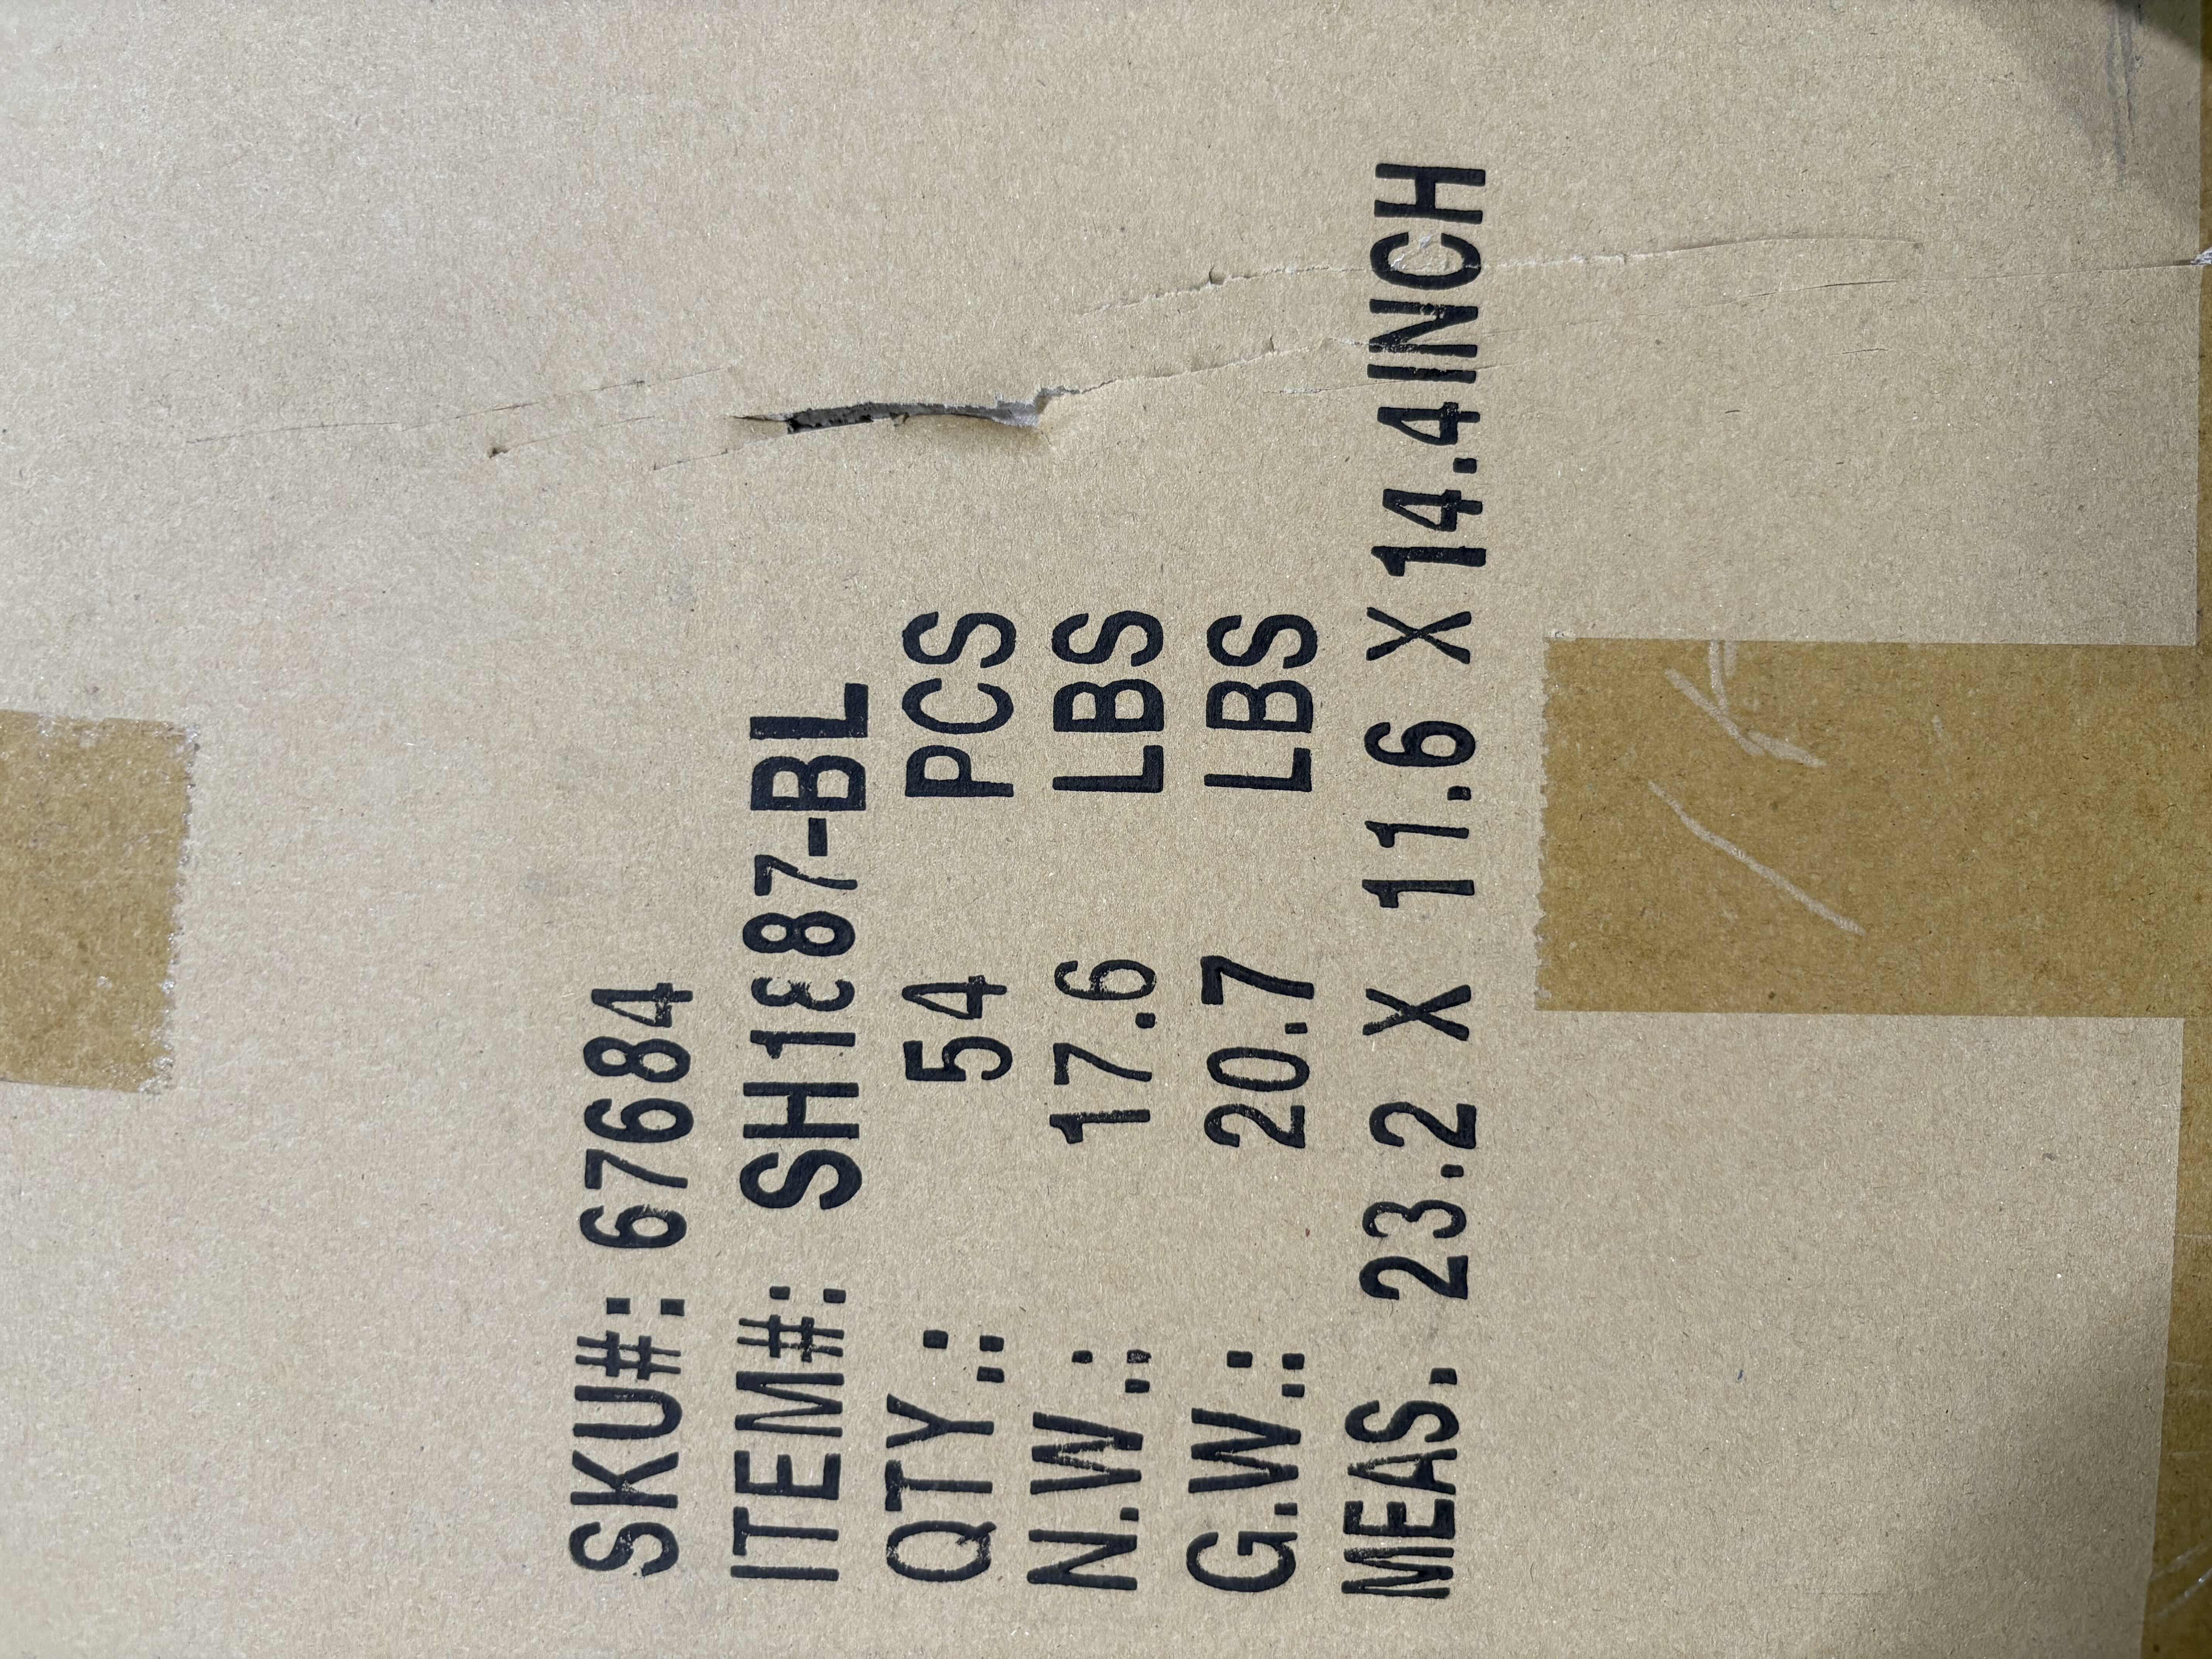 SKU#: 67684
ITEM#: SH1ε87-BL
QTY.: 54 PCS
N.W.: 17.6 LBS
G.W.: 20.7 LBS
MEAS. 23.2 X 11.6 X 14.4INCH